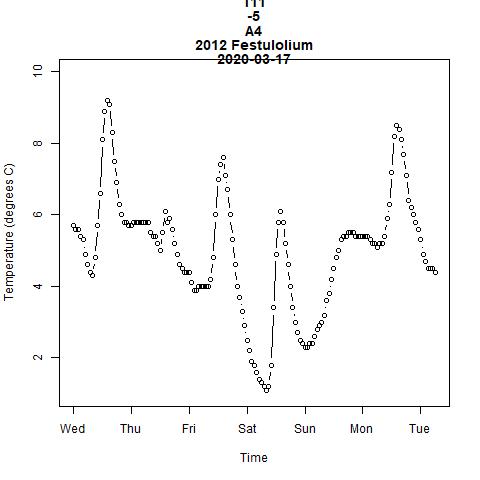 T11
-5
A4
2012 Festulolium
2020-03-17
Temperature (degrees C)
10
8
6
4
2
Wed Thu Fri Sat Sun Mon Tue
Time